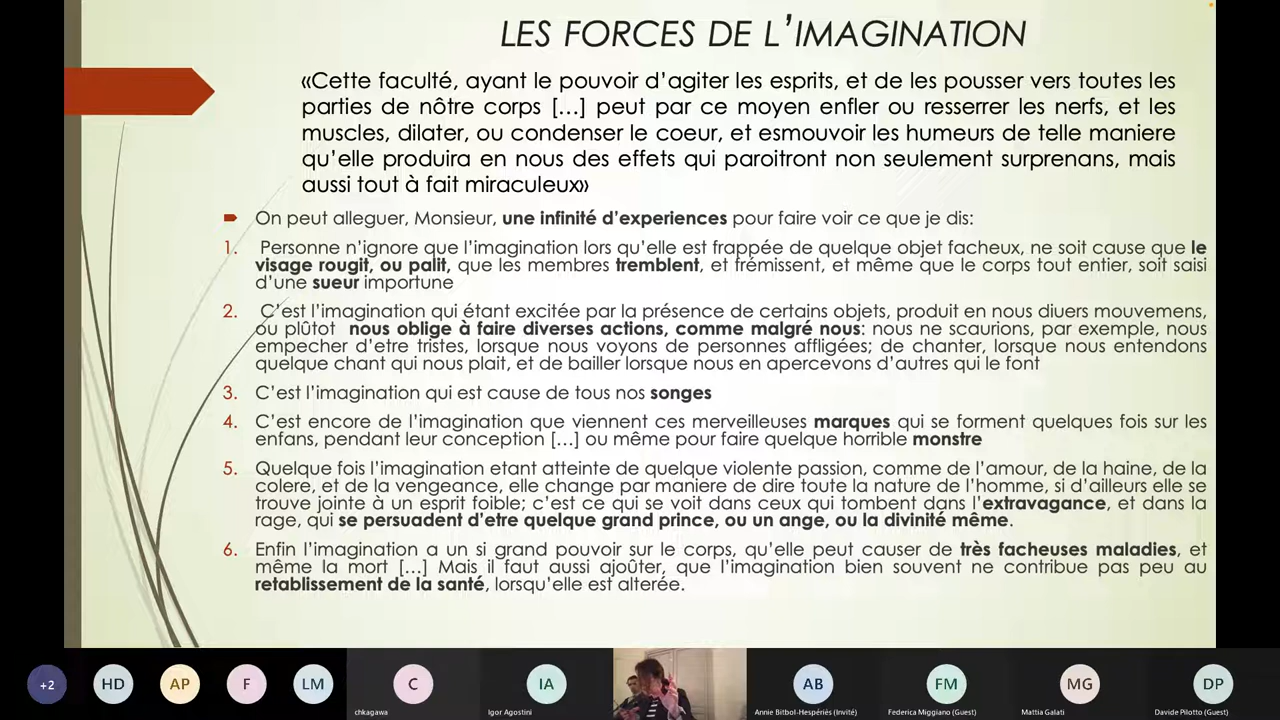 LES FORCES DE L’IMAGINATION
«Cette faculté, ayant le pouvoir d’agiter les esprits, et de les pousser vers toutes les
parties de nôtre corps […] peut par ce moyen enfler ou resserrer les nerfs, et les
muscles, dilater, ou condenser le coeur, et esmouvoir les humeurs de telle maniere
qu’elle produira en nous des effets qui paroitront non seulement surprenans, mais
aussi tout à fait miraculeux»
On peut alleguer, Monsieur, une infinité d’experiences pour faire voir ce que je dis:
1. Personne n’ignore que l’imagination lors qu’elle est frappée de quelque objet facheux, ne soit cause que le
visage rougit, ou palit, que les membres tremblent, et frémissent, et même que le corps tout entier, soit saisi
d’une sueur importune
2. C’est l’imagination qui étant excitée par la présence de certains objets, produit en nous diuers mouvemens,
ou plûtot nous oblige à faire diverses actions, comme malgré nous: nous ne scaurions, par exemple, nous
empecher d’etre tristes, lorsque nous voyons de personnes affligées; de chanter, lorsque nous entendons
quelque chant qui nous plait, et de bailler lorsque nous en apercevons d’autres qui le font
3. C’est l’imagination qui est cause de tous nos songes
4. C’est encore de l’imagination que viennent ces merveilleuses marques qui se forment quelques fois sur les
enfans, pendant leur conception […] ou même pour faire quelque horrible monstre
5. Quelque fois l’imagination etant atteinte de quelque violente passion, comme de l’amour, de la haine, de la
colere, et de la vengeance, elle change par maniere de dire toute la nature de l’homme, si d’ailleurs elle se
trouve jointe à un esprit foible; c’est ce qui se voit dans ceux qui tombent dans l’extravagance, et dans la
rage, qui se persuadent d’etre quelque grand prince, ou un ange, ou la divinité même.
6. Enfin l’imagination a un si grand pouvoir sur le corps, qu’elle peut causer de très facheuses maladies, et
même la mort […] Mais il faut aussi ajoûter, que l’imagination bien souvent ne contribue pas peu au
retablissement de la santé, lorsqu’elle est alterée.
+2 HD AP F LM C IA AB FM MG DP
chkagawa Igor Agostini Annie Bitbol-Hespériés (Invité) Federica Miggiano (Guest) Mattia Galati Davide Pilotto (Guest)